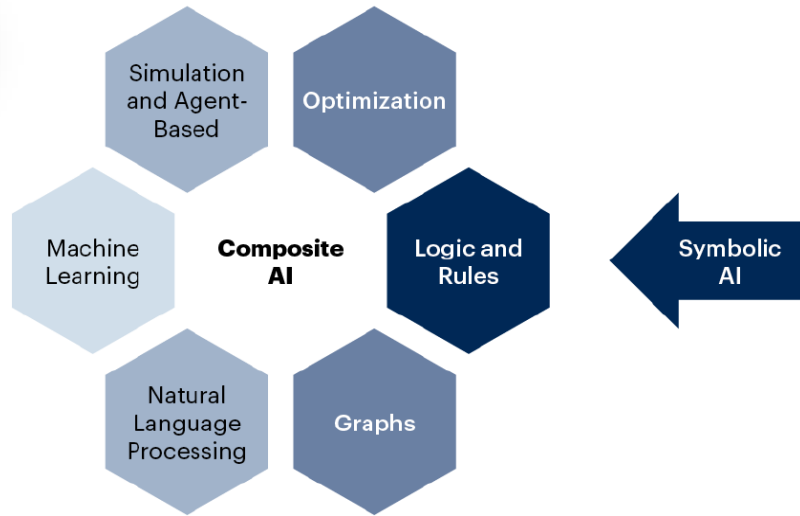 Simulation
and Agent-
Based
Optimization
Machine
Learning
Composite
AI
Logic and
Rules
Symbolic
AI
Natural
Language
Processing
Graphs